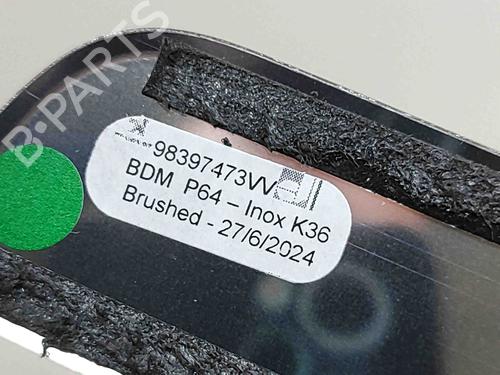 B-PARTS
98397473VV
BDM P64 - Inox K36
Brushed - 27/6/2024